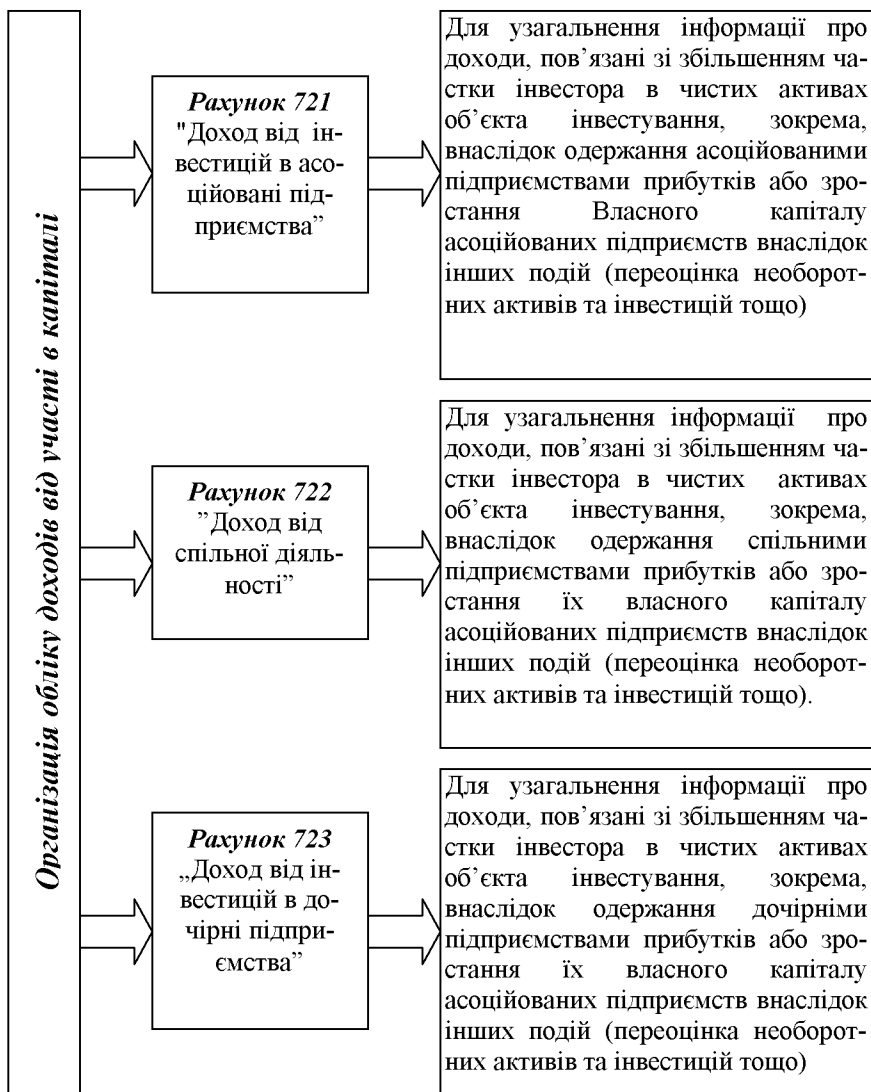 Організація обліку доходів від участі в капіталі
Рахунок 721
"Доход від ін-
вестицій в асо-
ційовані під-
приємства”
Для узагальнення інформації про
доходи, пов’язані зі збільшенням ча-
стки інвестора в чистих активах
об’єкта інвестування, зокрема,
внаслідок одержання асоційованими
підприємствами прибутків або зро-
стання Власного капіталу
асоційованих підприємств внаслідок
інших подій (переоцінка необорот-
них активів та інвестицій тощо)
Рахунок 722
”Доход від
спільної діяль-
ності”
Для узагальнення інформації про
доходи, пов’язані зі збільшенням ча-
стки інвестора в чистих активах
об’єкта інвестування, зокрема,
внаслідок одержання спільними
підприємствами прибутків або зро-
стання їх власного капіталу
асоційованих підприємств внаслідок
інших подій (переоцінка необорот-
них активів та інвестицій тощо).
Рахунок 723
„Доход від ін-
вестицій в до-
чірні підпри-
ємства”
Для узагальнення інформації про
доходи, пов’язані зі збільшенням ча-
стки інвестора в чистих активах
об’єкта інвестування, зокрема,
внаслідок одержання дочірніми
підприємствами прибутків або зро-
стання їх власного капіталу
асоційованих підприємств внаслідок
інших подій (переоцінка необорот-
них активів та інвестицій тощо)